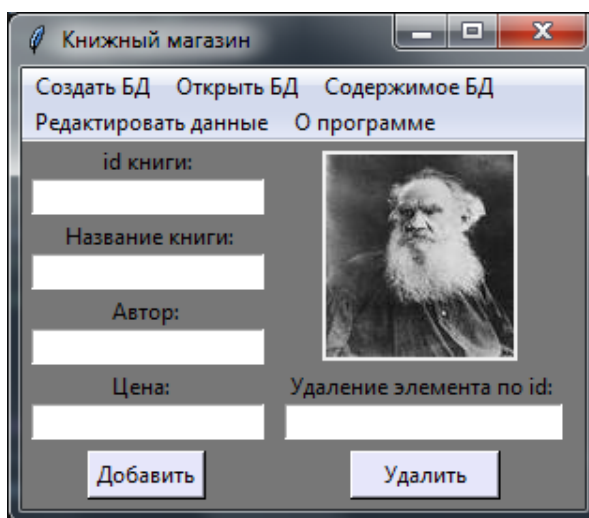 Книжный магазин
Создать БД Открыть БД Содержимое БД
Редактировать данные О программе
id книги:
Название книги:
Автор:
Цена:
Удаление элемента по id:
Добавить
Удалить